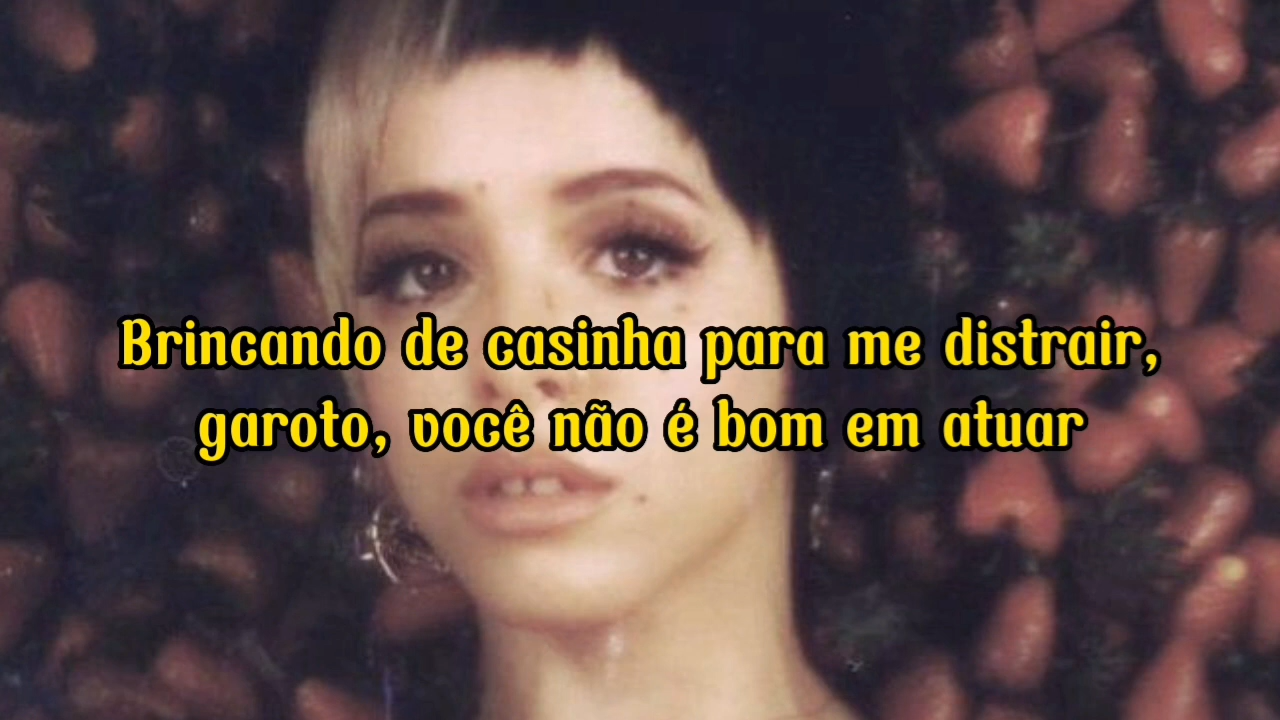 Brincando de casinha para me distrair,
garoto, você não é bom em atuar